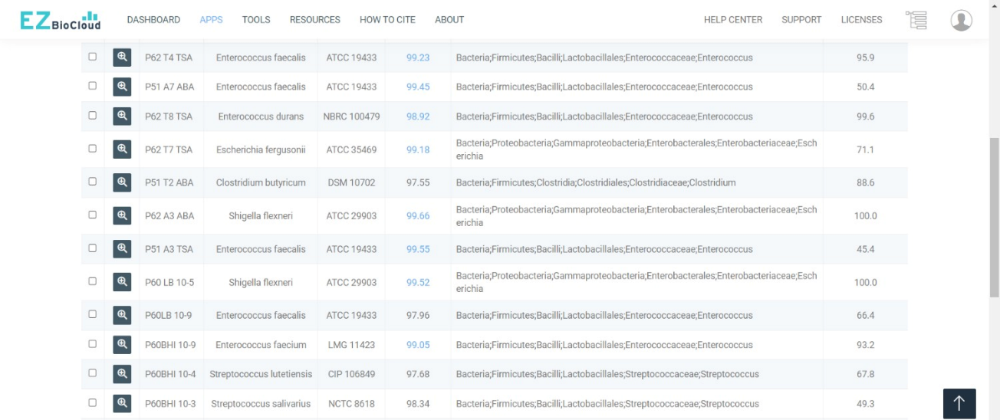 EZBioCloud DASHBOARD APPS TOOLS RESOURCES HOW TO CITE ABOUT HELP CENTER SUPPORT LICENSES
P62 T4 TSA Enterococcus faecalis ATCC 19433 99.23 Bacteria;Firmicutes;Bacilli;Lactobacillales;Enterococcaceae;Enterococcus 95.9
P51 A7 ABA Enterococcus faecalis ATCC 19433 99.45 Bacteria;Firmicutes;Bacilli;Lactobacillales;Enterococcaceae;Enterococcus 50.4
P62 T8 TSA Enterococcus durans NBRC 100479 98.92 Bacteria;Firmicutes;Bacilli;Lactobacillales;Enterococcaceae;Enterococcus 99.6
P62 T7 TSA Escherichia fergusonii ATCC 35469 99.18 Bacteria;Proteobacteria;Gammaproteobacteria;Enterobacterales;Enterobacteriaceae;Esch
erichia 71.1
P51 T2 ABA Clostridium butyricum DSM 10702 97.55 Bacteria;Firmicutes;Clostridia;Clostridiales;Clostridiaceae;Clostridium 88.6
P62 A3 ABA Shigella flexneri ATCC 29903 99.66 Bacteria;Proteobacteria;Gammaproteobacteria;Enterobacterales;Enterobacteriaceae;Esch
erichia 100.0
P51 A3 TSA Enterococcus faecalis ATCC 19433 99.55 Bacteria;Firmicutes;Bacilli;Lactobacillales;Enterococcaceae;Enterococcus 45.4
P60 LB 10-5 Shigella flexneri ATCC 29903 99.52 Bacteria;Proteobacteria;Gammaproteobacteria;Enterobacterales;Enterobacteriaceae;Esch
erichia 100.0
P60LB 10-9 Enterococcus faecalis ATCC 19433 97.96 Bacteria;Firmicutes;Bacilli;Lactobacillales;Enterococcaceae;Enterococcus 66.4
P60BHI 10-9 Enterococcus faecium LMG 11423 99.05 Bacteria;Firmicutes;Bacilli;Lactobacillales;Enterococcaceae;Enterococcus 93.2
P60BHI 10-4 Streptococcus lutetiensis CIP 106849 97.68 Bacteria;Firmicutes;Bacilli;Lactobacillales;Streptococcaceae;Streptococcus 67.8
P60BHI 10-3 Streptococcus salivarius NCTC 8618 98.34 Bacteria;Firmicutes;Bacilli;Lactobacillales;Streptococcaceae;Streptococcus 49.3